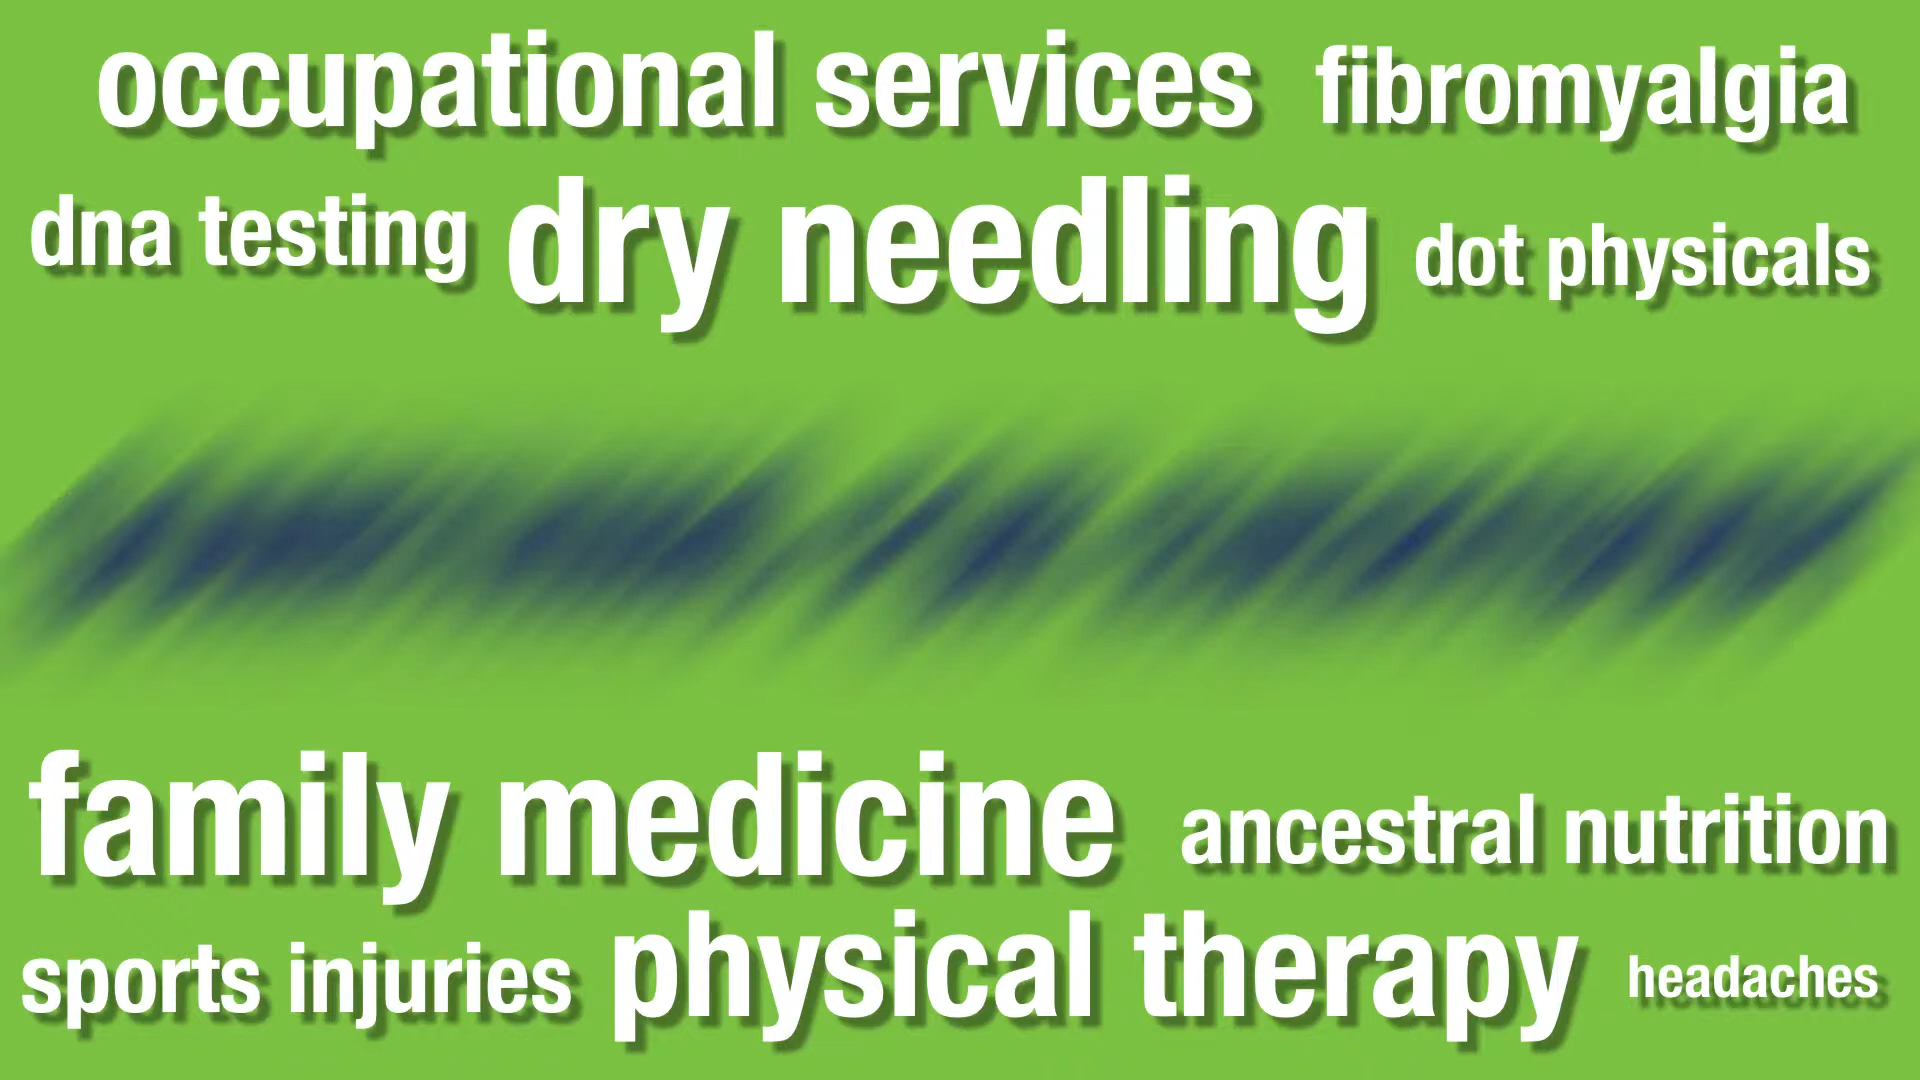 occupational services fibromyalgia
dna testing dry needling dot physicals
family medicine ancestral nutrition
sports injuries physical therapy headaches